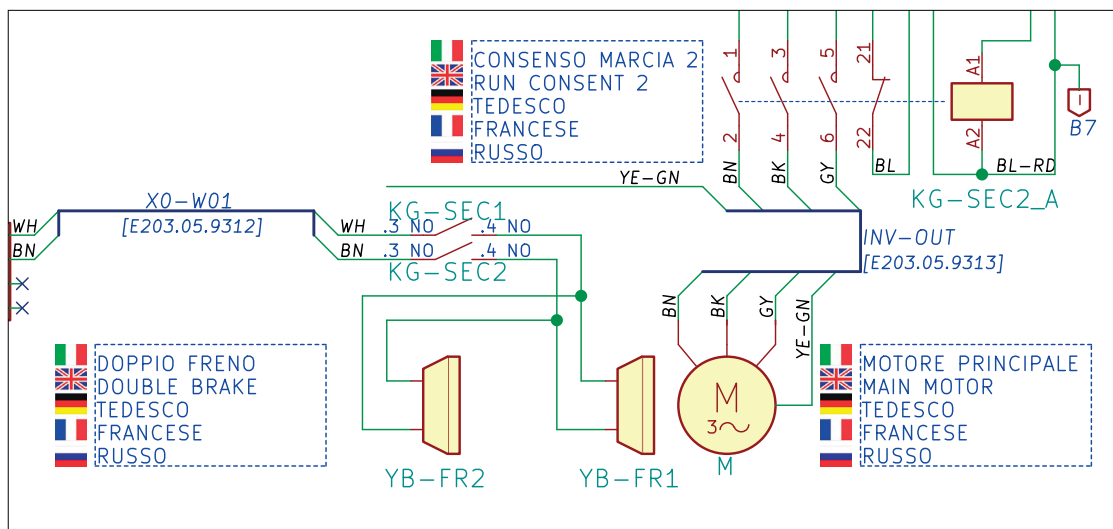 CONSENSO MARCIA 2
RUN CONSENT 2
TEDESCO
FRANCESE
RUSSO
1
3
5
21
2
4
6
22
A1
A2
B7
BN
BK
GY
BL
BL-RD
KG-SEC2_A
YE-GN
X0-W01
[E203.05.9312]
WH
BN
WH
BN
KG-SEC1
.3 NO
.4 NO
.3 NO
.4 NO
KG-SEC2
INV-OUT
[E203.05.9313]
BN
BK
GY
YE-GN
DOPPIO FRENO
DOUBLE BRAKE
TEDESCO
FRANCESE
RUSSO
YB-FR2
YB-FR1
M
3~
M
MOTORE PRINCIPALE
MAIN MOTOR
TEDESCO
FRANCESE
RUSSO